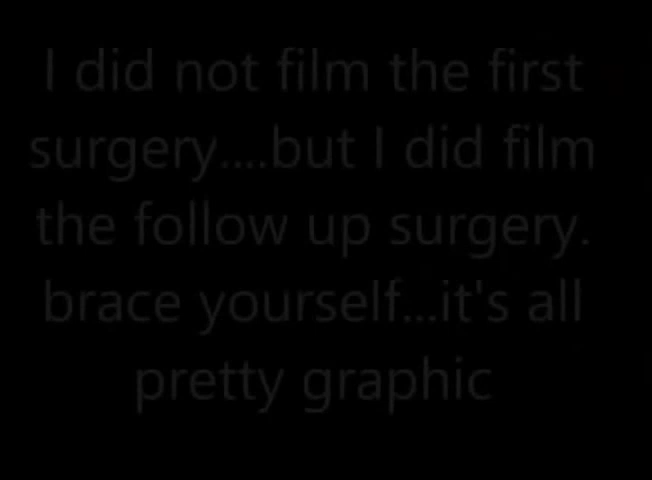 I did not film the first
surgery....but I did film
the follow up surgery.
brace yourself...it's all
pretty graphic